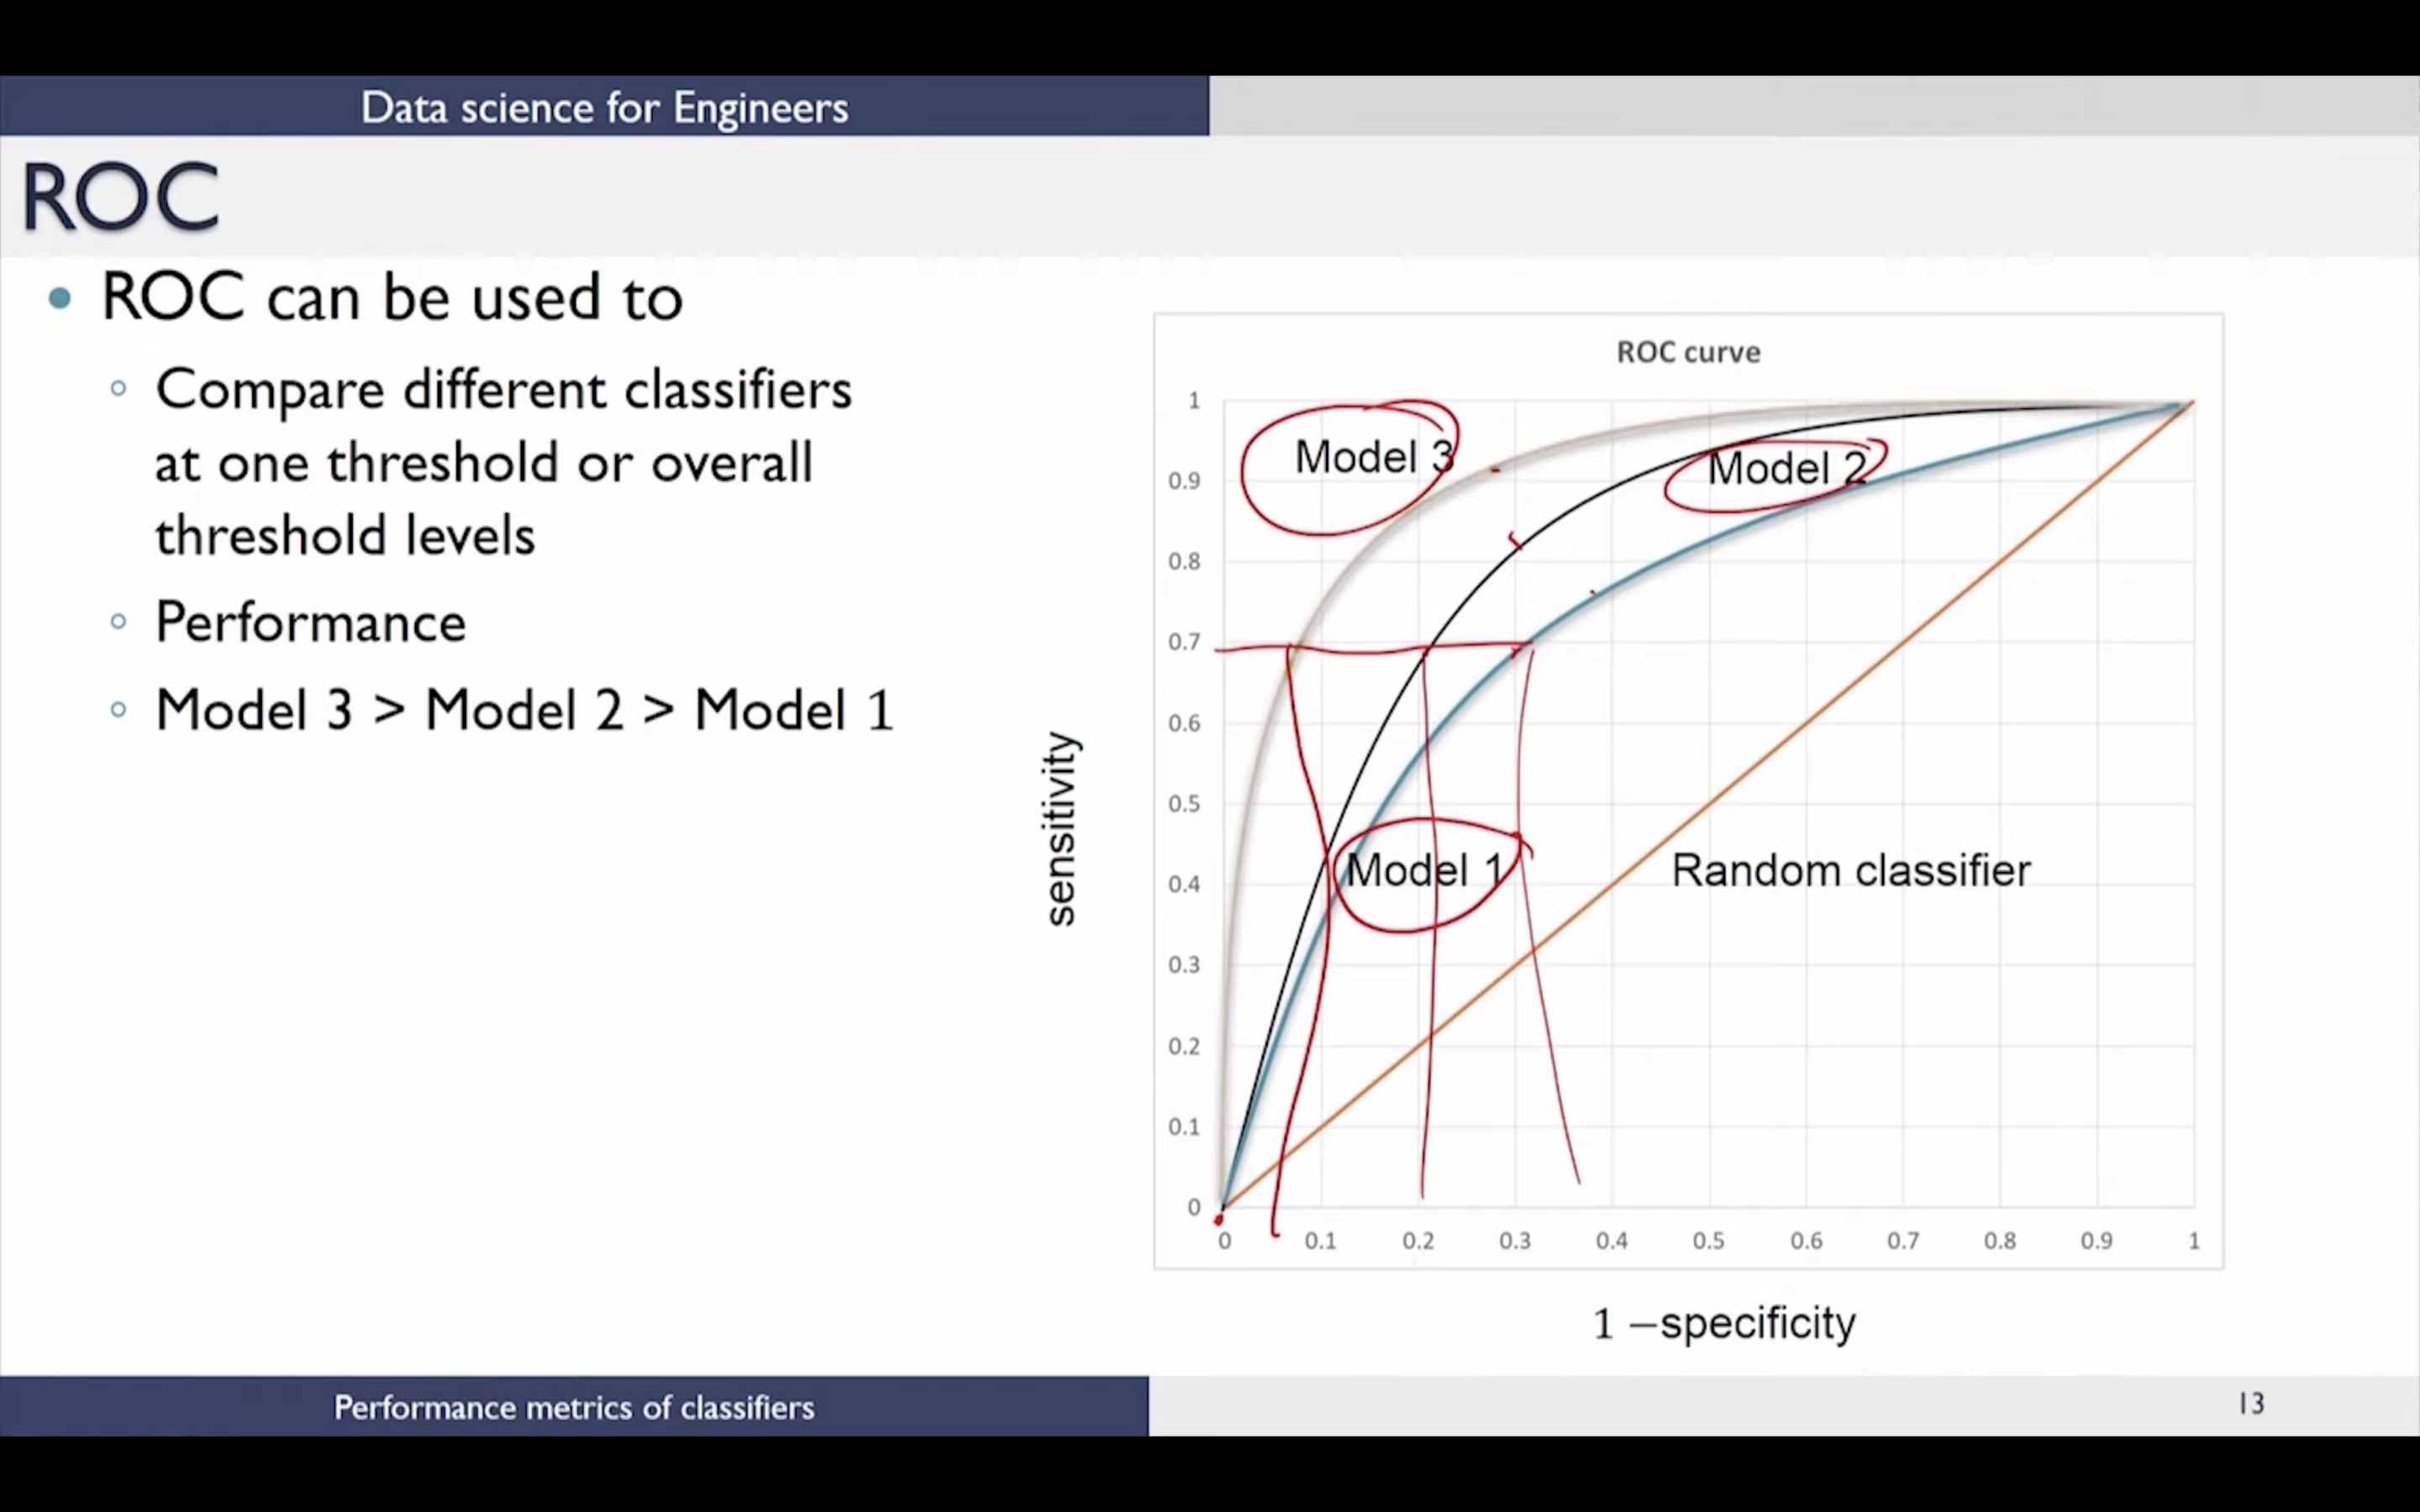 Data science for Engineers
ROC
• ROC can be used to
◦ Compare different classifiers
at one threshold or overall
threshold levels
◦ Performance
◦ Model 3 > Model 2 > Model 1
ROC curve
sensitivity
1
0.9
0.8
0.7
0.6
0.5
0.4
0.3
0.2
0.1
0
Model 3
Model 2
Model 1
Random classifier
0 0.1 0.2 0.3 0.4 0.5 0.6 0.7 0.8 0.9 1
1 −specificity
Performance metrics of classifiers
13